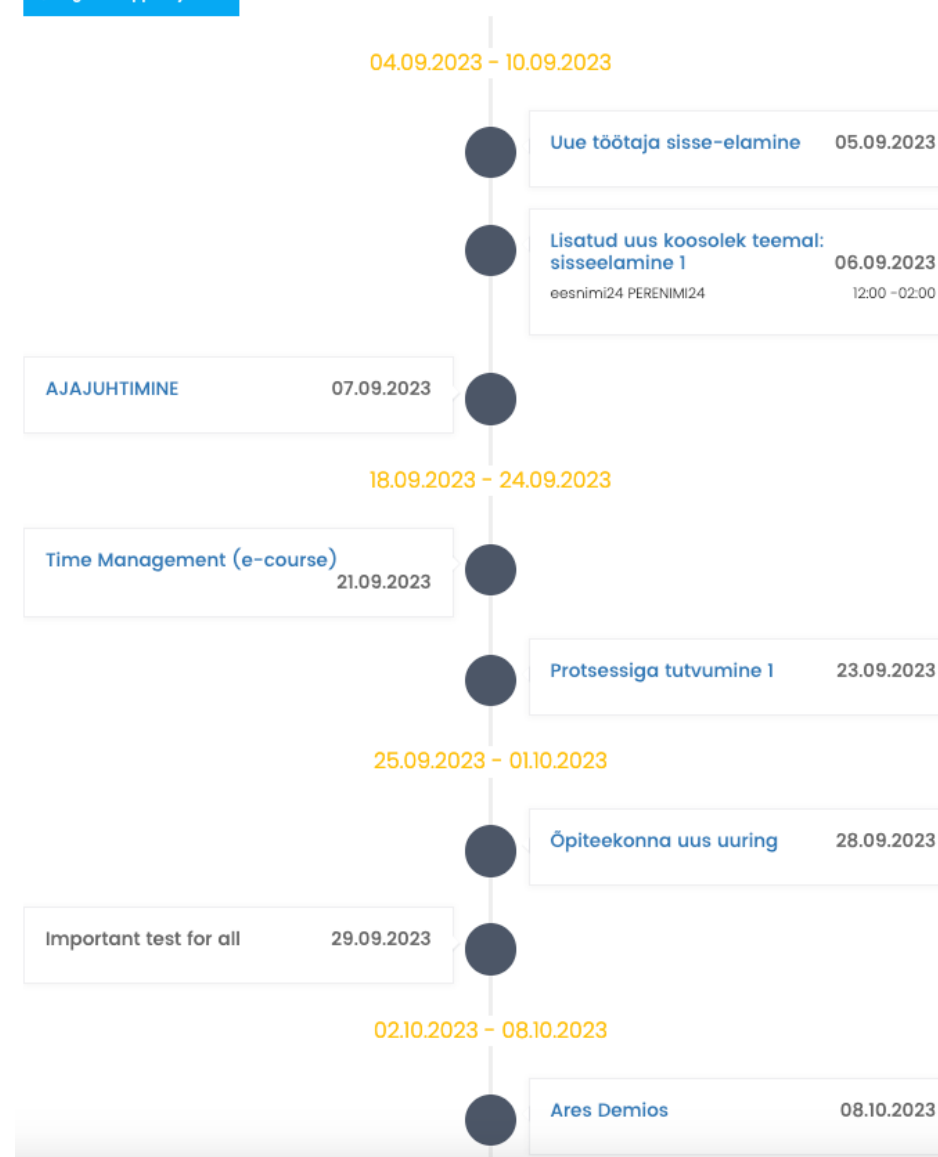 04.09.2023 - 10.09.2023
Uue töötaja sisse-elamine 05.09.2023
Lisatud uus koosolek teemal:
sisseelamine 1 06.09.2023
eesnimi24 PERENIMI24 12:00 -02:00
AJAJUHTIMINE 07.09.2023
18.09.2023 - 24.09.2023
Time Management (e-course)
21.09.2023
Protsessiga tutvumine 1 23.09.2023
25.09.2023 - 01.10.2023
Õpiteekonna uus uuring 28.09.2023
Important test for all 29.09.2023
02.10.2023 - 08.10.2023
Ares Demios 08.10.2023